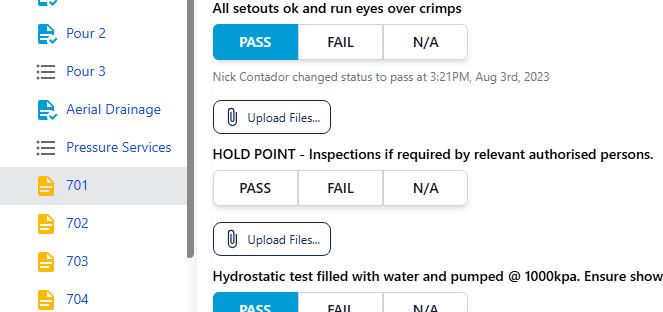 Pour 2
Pour 3
Aerial Drainage
Pressure Services
701
702
703
704
All setouts ok and run eyes over crimps
PASS FAIL N/A
Nick Contador changed status to pass at 3:21PM, Aug 3rd, 2023
Upload Files...
HOLD POINT - Inspections if required by relevant authorised persons.
PASS FAIL N/A
Upload Files...
Hydrostatic test filled with water and pumped @ 1000kpa. Ensure show
PASS FAIL N/A